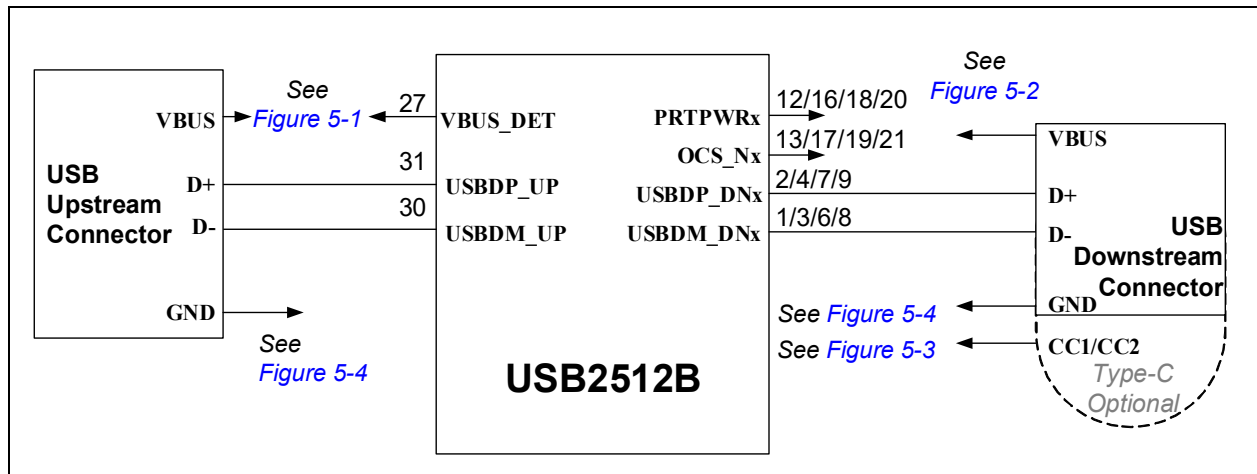 USB
Upstream
Connector
VBUS
D+
D-
GND
See
Figure 5-1
See
Figure 5-4
27
31
30
VBUS_DET
USBDP_UP
USBDM_UP
PRTPWRx
OCS_Nx
USBDP_DNx
USBDM_DNx
USB2512B
12/16/18/20
13/17/19/21
2/4/7/9
1/3/6/8
See
Figure 5-2
See Figure 5-4
See Figure 5-3
VBUS
D+
D-
USB
Downstream
Connector
GND
CC1/CC2
Type-C
Optional